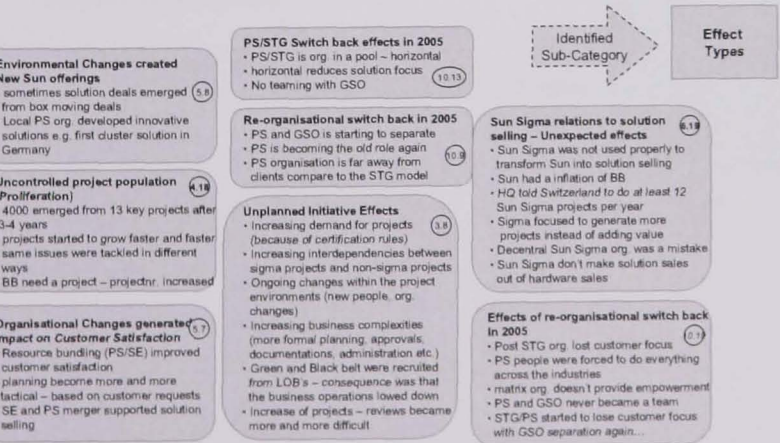 Identified
Sub-Category
Effect
Types
Environmental Changes created
New Sun offerings
sometimes solution deals emerged
from box moving deals
Local PS org. developed innovative
solutions e.g. first cluster solution in
Germany
5.8
Uncontrolled project population
(Proliferation)
4.18
4000 emerged from 13 key projects after
3-4 years
projects started to grow faster and faster
same issues were tackled in different
ways
BB need a project – projectnr. increased
Organisational Changes generated
impact on Customer Satisfaction
5.7
Resource bundling (PS/SE) improved
customer satisfaction
planning become more and more
tactical – based on customer requests
SE and PS merger supported solution
selling
PS/STG Switch back effects in 2005
• PS/STG is org. in a pool – horizontal
• horizontal reduces solution focus
• No teaming with GSO
10.13
Re-organisational switch back in 2005
• PS and GSO is starting to separate
• PS is becoming the old role again
• PS organisation is far away from
clients compare to the STG model
10.9
Unplanned Initiative Effects
• Increasing demand for projects
(because of certification rules)
3.8
• Increasing interdependencies between
sigma projects and non-sigma projects
• Ongoing changes within the project
environments (new people, org.
changes)
• Increasing business complexities
(more formal planning, approvals,
documentations, administration etc.)
• Green and Black belt were recruited
from LOB's – consequence was that
the business operations lowed down
• Increase of projects – reviews became
more and more difficult
Sun Sigma relations to solution
selling – Unexpected effects
• Sun Sigma was not used properly to
transform Sun into solution selling
• Sun had a inflation of BB
• HQ told Switzerland to do at least 12
Sun Sigma projects per year
• Sigma focused to generate more
projects instead of adding value
• Decentral Sun Sigma org. was a mistake
• Sun Sigma don't make solution sales
out of hardware sales
Effects of re-organisational switch back
in 2005
• Post STG org. lost customer focus
• PS people were forced to do everything
across the industries
• matrix org. doesn't provide empowerment
• PS and GSO never became a team
• STG/PS started to lose customer focus
with GSO separation again...